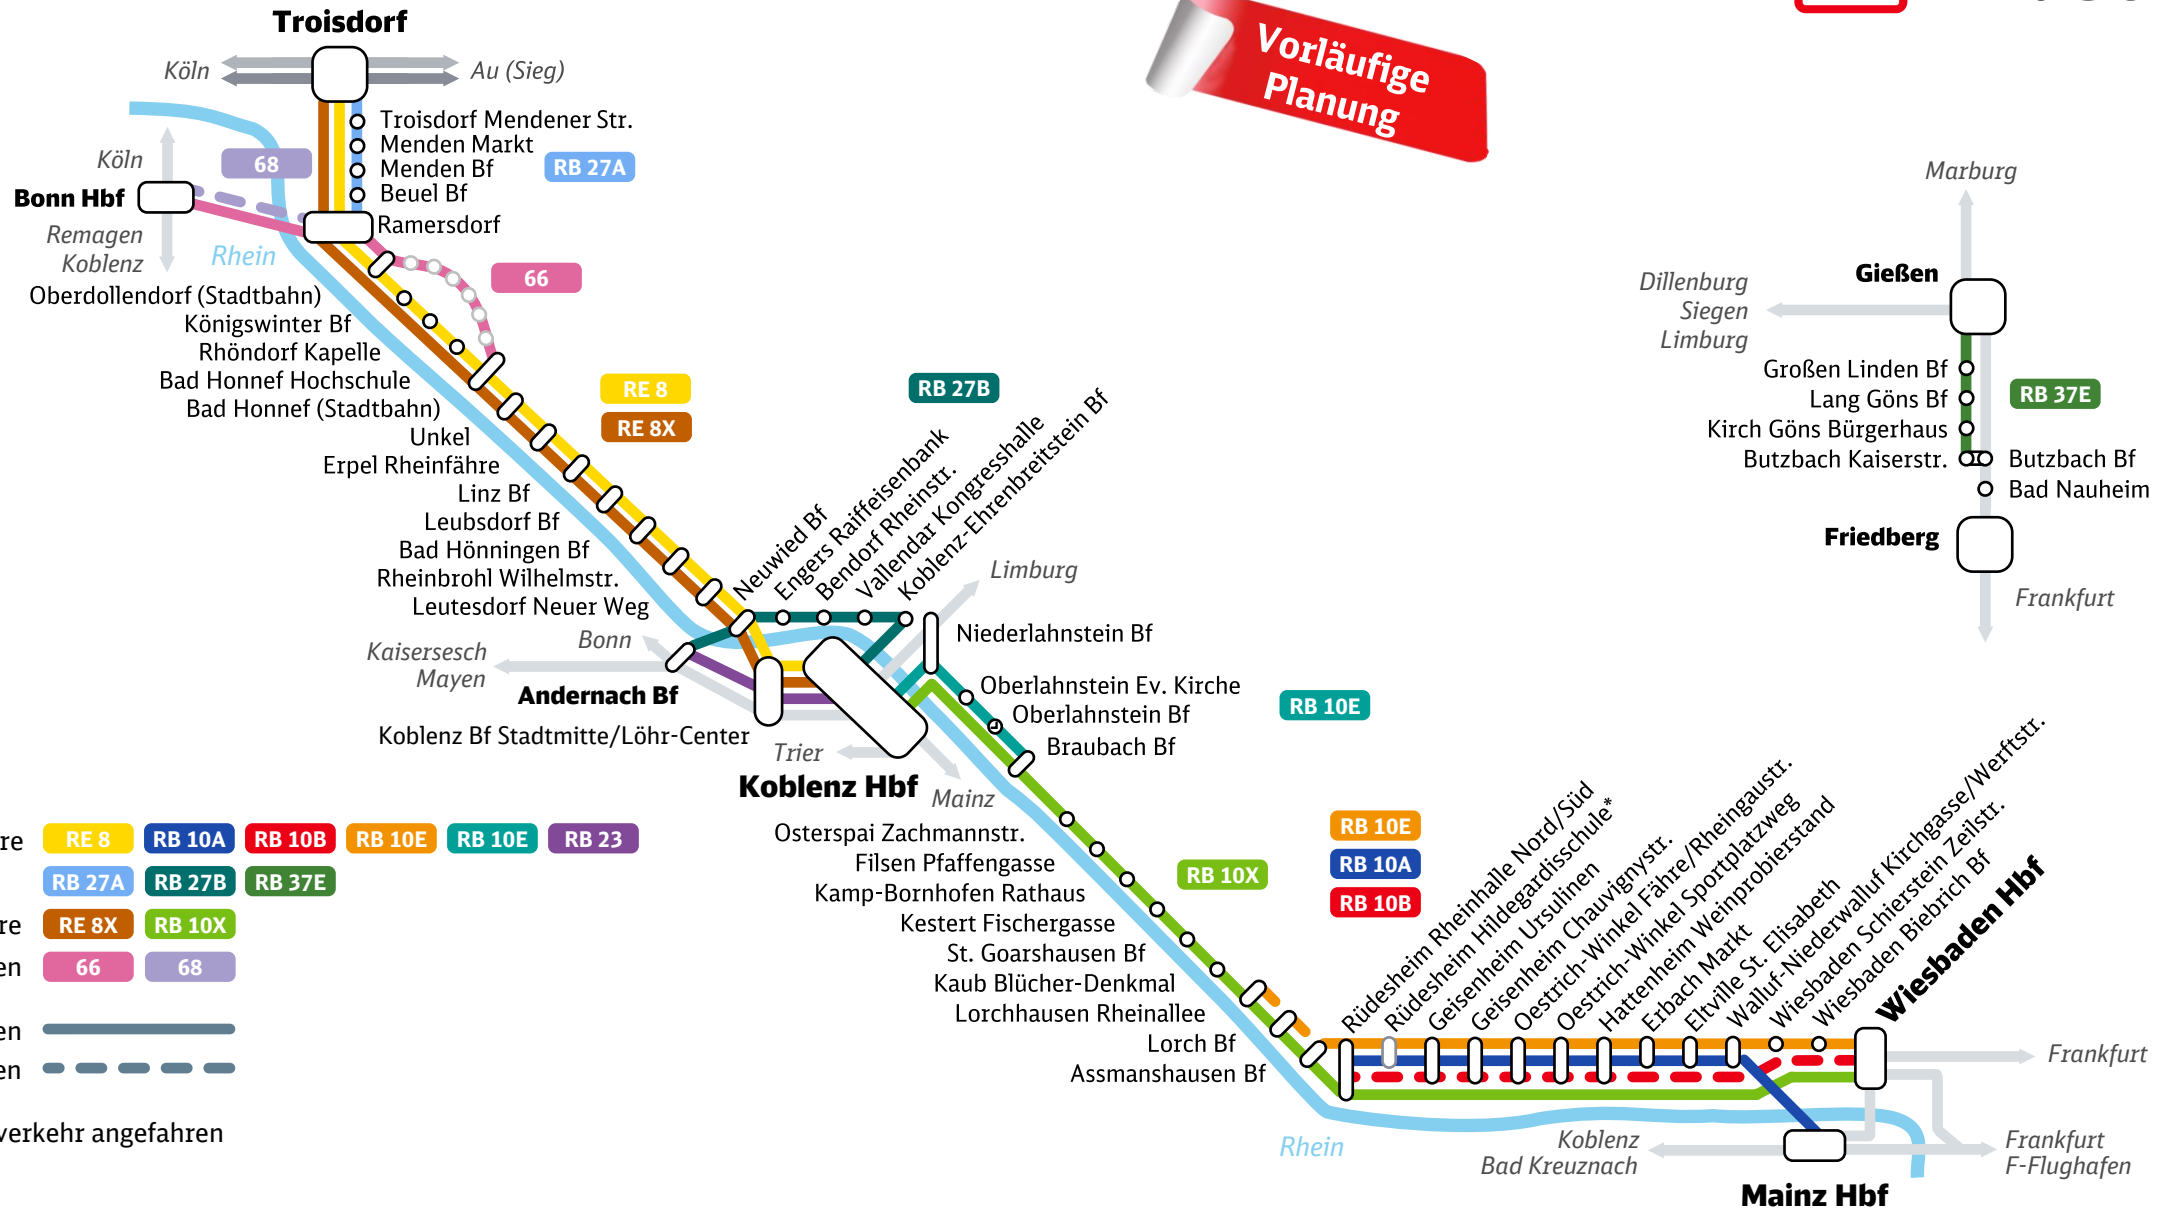 Troisdorf
Köln
Au (Sieg)
Vorläufige
Planung
Troisdorf Mendener Str.
Menden Markt
Menden Bf
Beuel Bf
RB 27A
Köln
68
Bonn Hbf
Ramersdorf
Remagen
Koblenz
Rhein
66
Oberdollendorf (Stadtbahn)
Königswinter Bf
Rhöndorf Kapelle
Bad Honnef Hochschule
Bad Honnef (Stadtbahn)
Unkel
Erpel Rheinfähre
Linz Bf
Leubsdorf Bf
Bad Hönningen Bf
Rheinbrohl Wilhelmstr.
Leutesdorf Neuer Weg
RE 8
RE 8X
RB 27B
Neuwied Bf
Engers Raiffeisenbank
Bendorf Rheinstr.
Vallendar Kongresshalle
Koblenz-Ehrenbreitstein Bf
Marburg
Gießen
Dillenburg
Siegen
Limburg
Großen Linden Bf
Lang Göns Bf
Kirch Göns Bürgerhaus
Butzbach Kaiserstr.
RB 37E
Butzbach Bf
Bad Nauheim
Friedberg
Frankfurt
Limburg
Bonn
Kaisersesch
Mayen
Andernach Bf
Koblenz Bf Stadtmitte/Löhr-Center
Trier
Koblenz Hbf
Mainz
Niederlahnstein Bf
Oberlahnstein Ev. Kirche
Oberlahnstein Bf
Braubach Bf
RB 10E
Osterspai Zachmannstr.
Filsen Pfaffengasse
Kamp-Bornhofen Rathaus
Kestert Fischergasse
St. Goarshausen Bf
Kaub Blücher-Denkmal
Lorchhausen Rheinallee
Lorch Bf
Assmanshausen Bf
RB 10X
RB 10E
RB 10A
RB 10B
Rüdesheim Rheinhalle Nord/Süd
Rüdesheim Hildegardisschule*
Geisenheim Ursulinen
Geisenheim Chauvignystr.
Oestrich-Winkel Fähre/Rheingaustr.
Oestrich-Winkel Sportplatzweg
Hattenheim Weinprobierstand
Erbach Markt
Eltville St. Elisabeth
Walluf-Niederwalluf Kirchgasse/Werftstr.
Wiesbaden Schierstein Zeilstr.
Wiesbaden Biebrich Bf
Wiesbaden Hbf
Frankfurt
Rhein
Koblenz
Bad Kreuznach
Frankfurt
F-Flughafen
Mainz Hbf
re RE 8 RB 10A RB 10B RB 10E RB 10E RB 23
RB 27A RB 27B RB 37E
re RE 8X RB 10X
en 66 68
en
en
verkehr angefahren